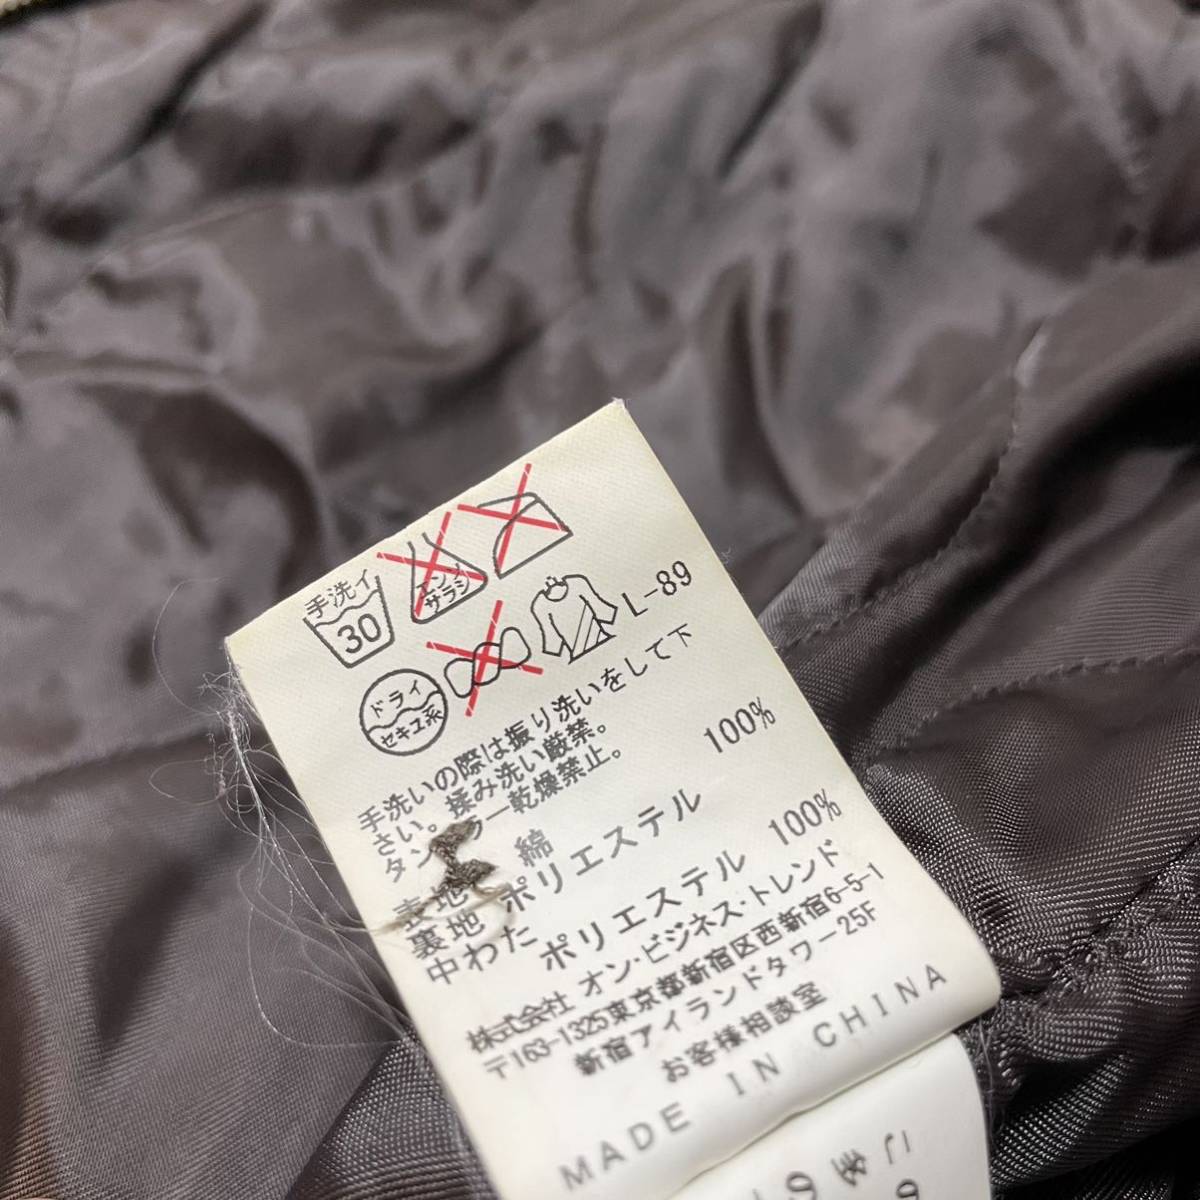 手洗イ
30
エンソ
サラシ
ドライ
セキユ系
L-89
手洗いの際は振り洗いをして下
さい。揉み洗い厳禁。
タンブラー乾燥禁止。
表地 綿 100%
裏地 ポリエステル 100%
中わた ポリエステル
株式会社 オン・ビジネス・トレンド
〒163-1325東京都新宿区西新宿6-5-1
新宿アイランドタワー25F
お客様相談室
MADE IN CHINA